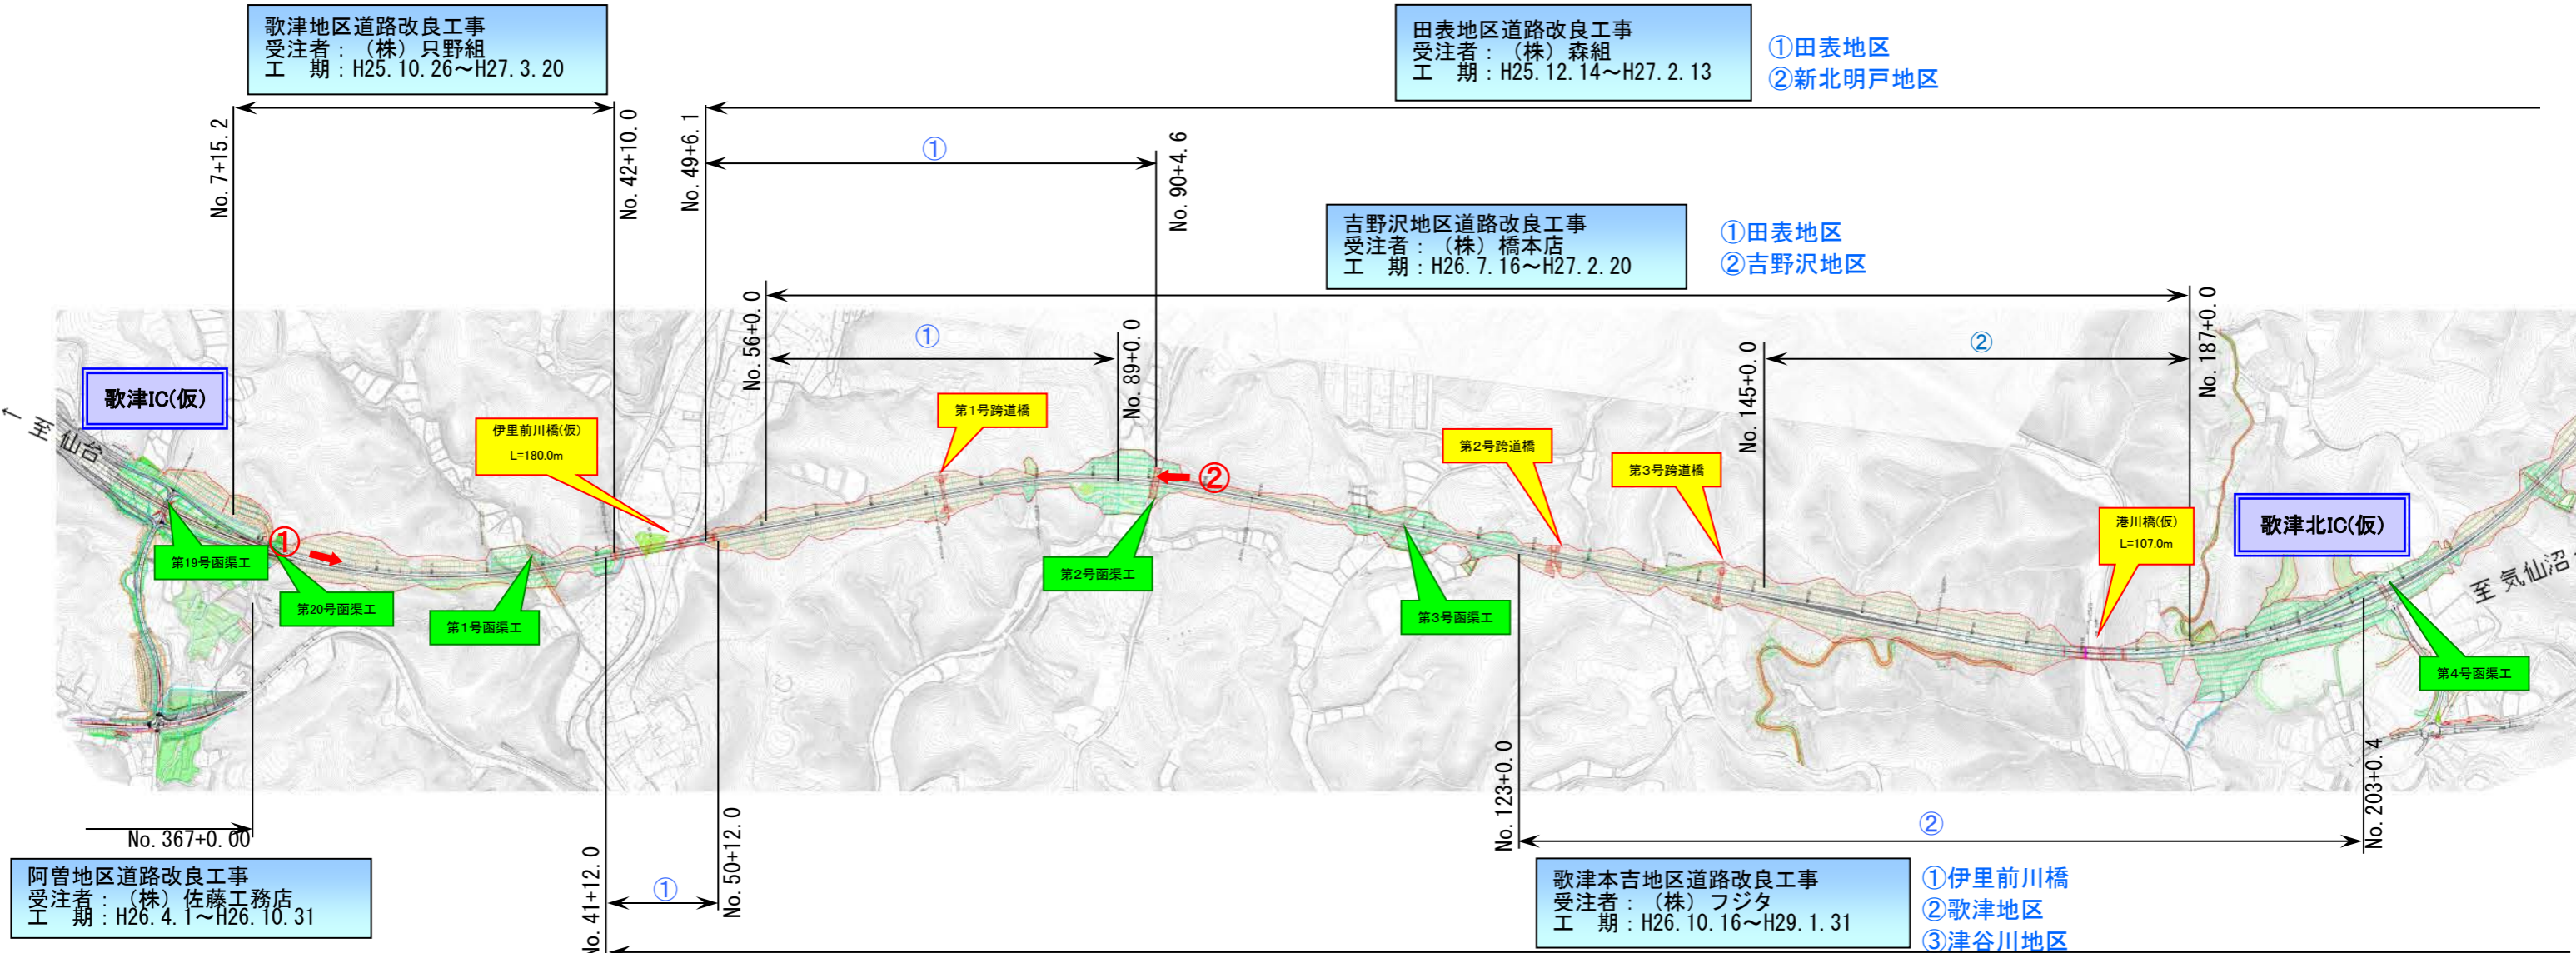 歌津地区道路改良工事
受注者：（株）只野組
工　期：H25.10.26～H27.3.20
田表地区道路改良工事
受注者：（株）森組
工　期：H25.12.14～H27.2.13
①田表地区
②新北明戸地区
No.7+15.2
No.42+10.0
No.49+6.1
①
No.90+4.6
吉野沢地区道路改良工事
受注者：（株）橋本店
工　期：H26.7.16～H27.2.20
①田表地区
②吉野沢地区
No.56+0.0
①
No.89+0.0
No.145+0.0
②
No.187+0.0
歌津IC(仮)
←至 仙台
伊里前川橋(仮)
L=180.0m
第1号跨道橋
第2号跨道橋
第3号跨道橋
②
港川橋(仮)
L=107.0m
歌津北IC(仮)
至 気仙沼
①
第19号函渠工
第20号函渠工
第1号函渠工
第2号函渠工
第3号函渠工
第4号函渠工
No.367+0.00
No.41+12.0
①
No.50+12.0
No.123+0.0
②
No.203+0.4
阿曽地区道路改良工事
受注者：（株）佐藤工務店
工　期：H26.4.1～H26.10.31
歌津本吉地区道路改良工事
受注者：（株）フジタ
工　期：H26.10.16～H29.1.31
①伊里前川橋
②歌津地区
③津谷川地区